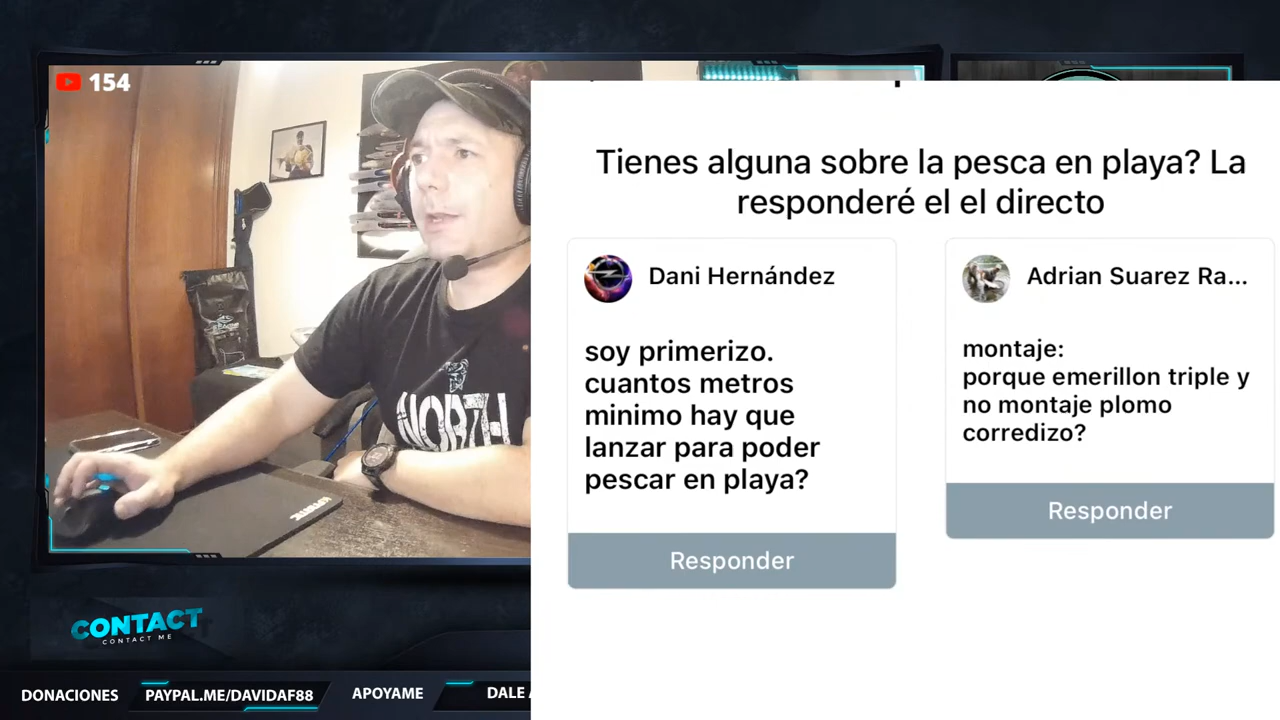 154
Tienes alguna sobre la pesca en playa? La
responderé el el directo
Dani Hernández
soy primerizo.
cuantos metros
minimo hay que
lanzar para poder
pescar en playa?
Responder
Adrian Suarez Ra...
montaje:
porque emerillon triple y
no montaje plomo
corredizo?
Responder
NORTH
CONTACT
CONTACT ME
DONACIONES
PAYPAL.ME/DAVIDAF88
APOYAME
DALE